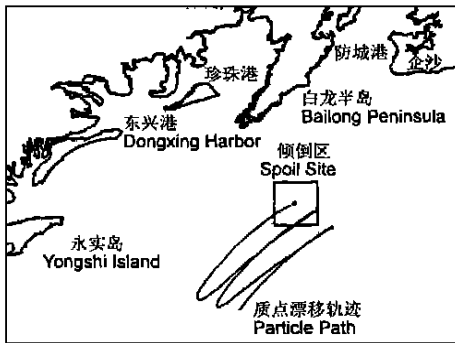 防城港
企沙
珍珠港
白龙半岛
Bailong Peninsula
东兴港
Dongxing Harbor
倾倒区
Spoil Site
永实岛
Yongshi Island
质点漂移轨迹
Particle Path